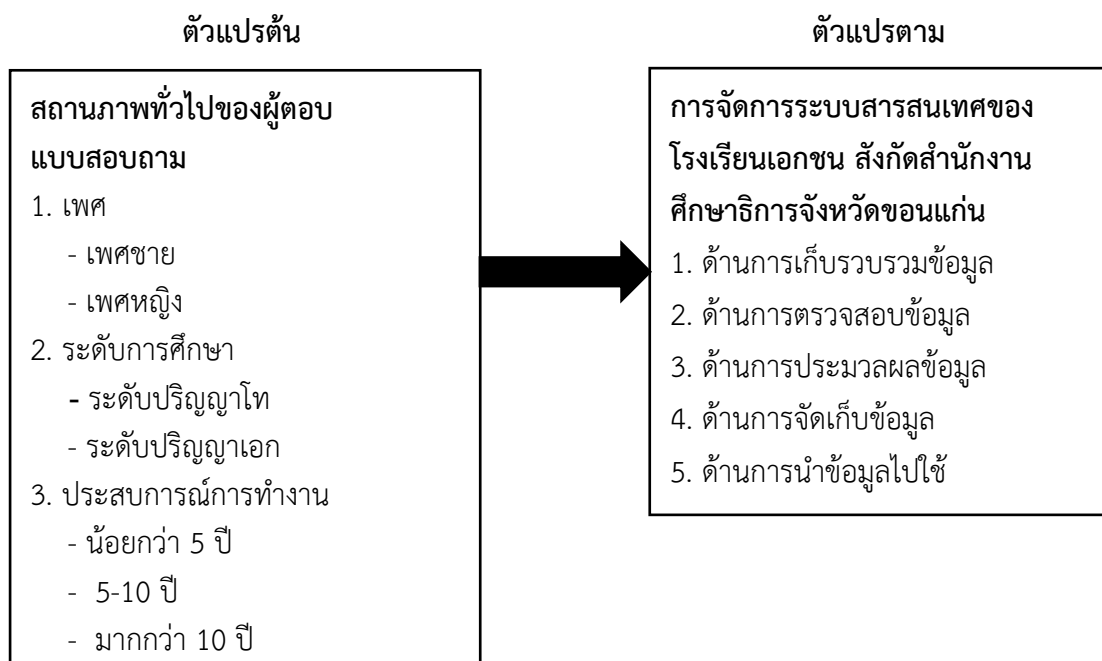 ตัวแปรต้น
สถานภาพทั่วไปของผู้ตอบ
แบบสอบถาม
1. เพศ
- เพศชาย
- เพศหญิง
2. ระดับการศึกษา
- ระดับปริญญาโท
- ระดับปริญญาเอก
3. ประสบการณ์การทำงาน
- น้อยกว่า 5 ปี
- 5-10 ปี
- มากกว่า 10 ปี
ตัวแปรตาม
การจัดการระบบสารสนเทศของ
โรงเรียนเอกชน สังกัดสำนักงาน
ศึกษาธิการจังหวัดขอนแก่น
1. ด้านการเก็บรวบรวมข้อมูล
2. ด้านการตรวจสอบข้อมูล
3. ด้านการประมวลผลข้อมูล
4. ด้านการจัดเก็บข้อมูล
5. ด้านการนำข้อมูลไปใช้